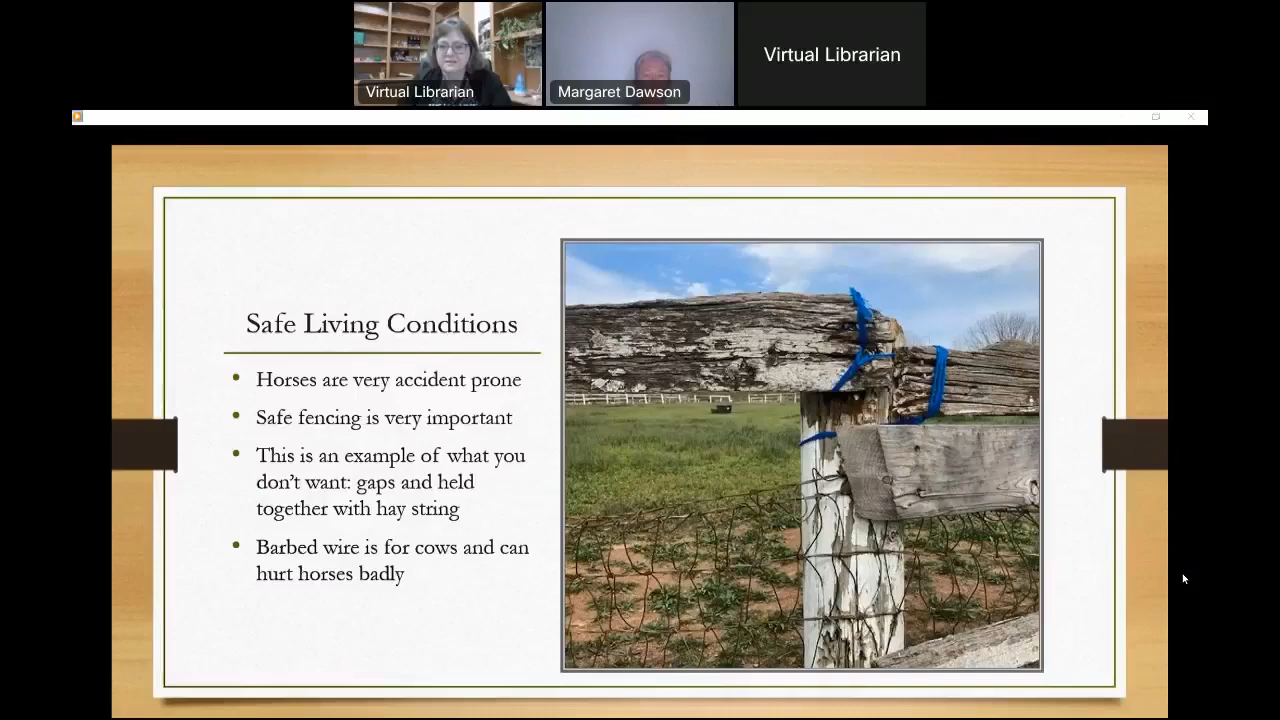 Virtual Librarian
Margaret Dawson
Virtual Librarian
Safe Living Conditions
Horses are very accident prone
Safe fencing is very important
This is an example of what you
don't want: gaps and held
together with hay string
Barbed wire is for cows and can
hurt horses badly